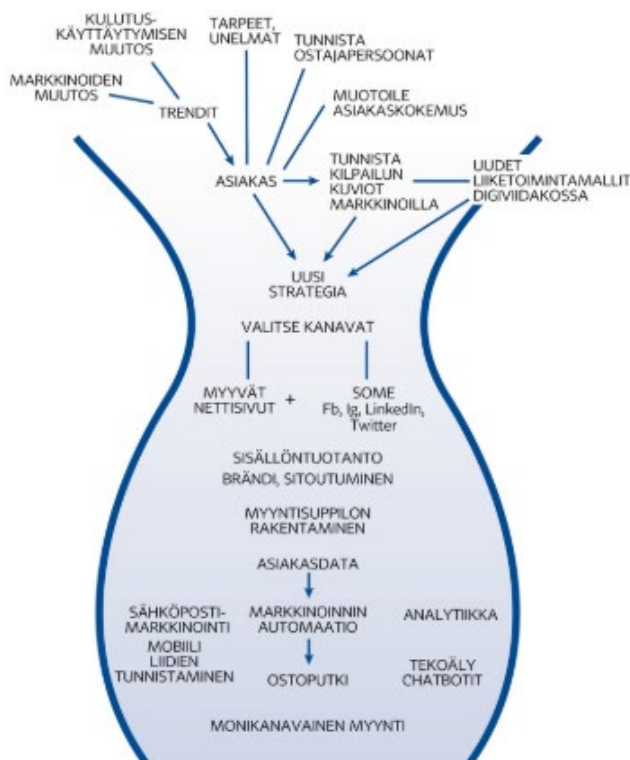 KULUTUS-
KÄYTTÄYTYMISEN
MUUTOS
TARPEET,
UNELMAT
TUNNISTA
OSTAJAPERSOONAT
MARKKINOIDEN
MUUTOS
TRENDIT
MUOTOILE
ASIAKASKOKEMUS
ASIAKAS
TUNNISTA
KILPAILUN
KUVIOT
MARKKINOILLA
UUDET
LIIKETOIMINTAMALLIT
DIGIVIIDAKOSSA
UUSI
STRATEGIA
VALITSE KANAVAT
MYYVÄT
NETTISIVUT
+
SOME
Fb, Ig, LinkedIn,
Twitter
SISÄLLÖNTUOTANTO
BRÄNDI, SITOUTUMINEN
MYYNTISUPPILON
RAKENTAMINEN
ASIAKASDATA
SÄHKÖPOSTI-
MARKKINOINTI
MARKKINOINNIN
AUTOMAATIO
ANALYTIIKKA
MOBIILI
LIIDIEN
TUNNISTAMINEN
OSTOPUTKI
TEKOÄLY
CHATBOTIT
MONIKANAVAINEN MYYNTI